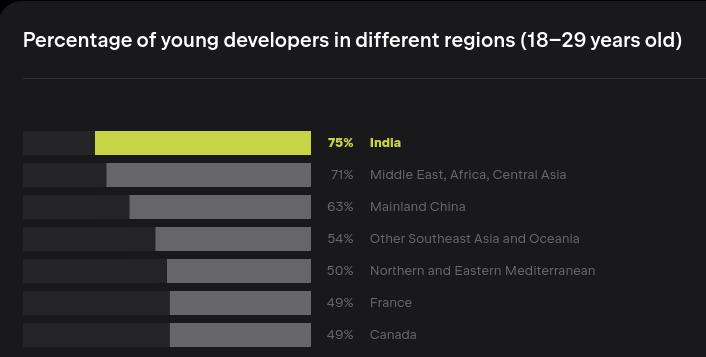 Percentage of young developers in different regions (18–29 years old)
75% India
71% Middle East, Africa, Central Asia
63% Mainland China
54% Other Southeast Asia and Oceania
50% Northern and Eastern Mediterranean
49% France
49% Canada